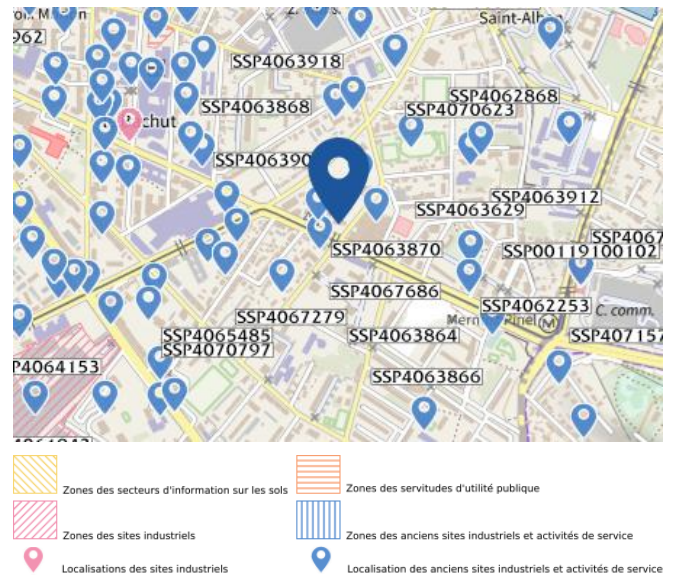 Saint-Alb
962
SSP4063918
SSP4062868
SSP4063868
SSP4070623
chut
SSP406390
SSP4063912
SSP4063629
SSP4067
SSP4063870
SSP00119100102
SSP4067686
SSP4062253
C. comm.
SSP4067279
Mern
Pinel
M
SSP4065485
SSP4063864
SSP407157
SSP4070797
P4064153
SSP4063866
Zones des secteurs d'information sur les sols
Zones des servitudes d'utilité publique
Zones des sites industriels
Zones des anciens sites industriels et activités de service
Localisations des sites industriels
Localisation des anciens sites industriels et activités de service